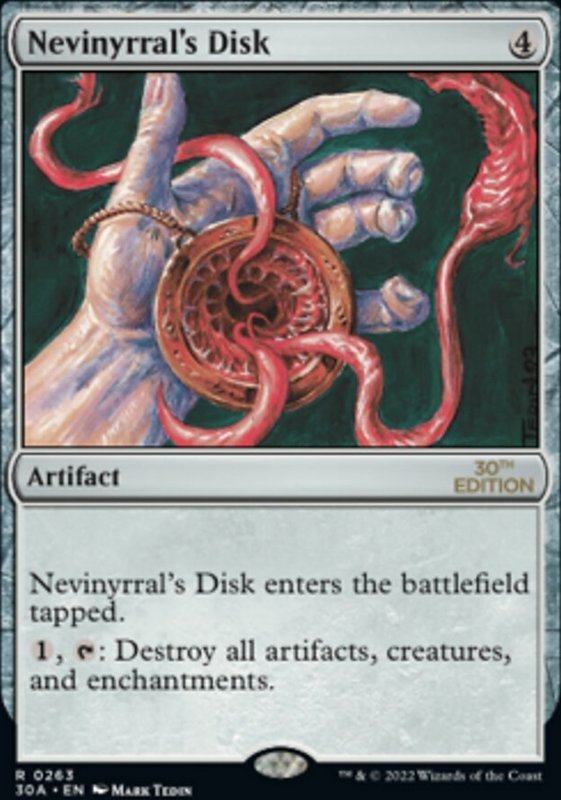 Nevinyrral's Disk 4
Artifact
30TH
EDITION
Nevinyrral's Disk enters the battlefield
tapped.
1, : Destroy all artifacts, creatures,
and enchantments.
R 0263
30A • EN Mark Tedin
™ & © 2022 Wizards of the Coast